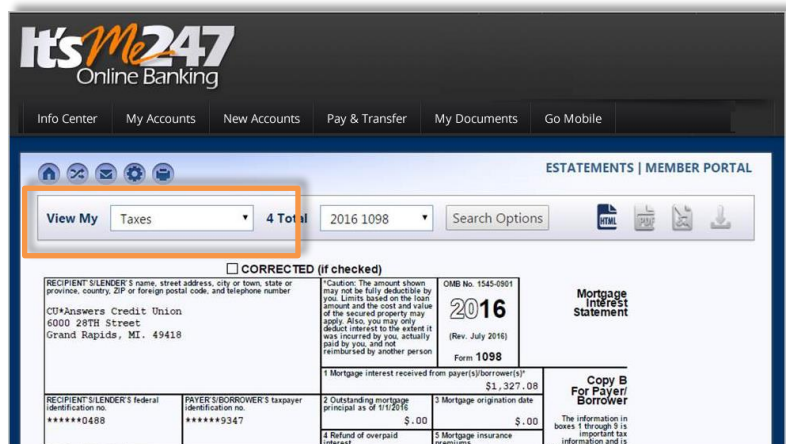 It'sMe247
Online Banking
Info Center My Accounts New Accounts Pay & Transfer My Documents Go Mobile
ESTATEMENTS | MEMBER PORTAL
View My Taxes 4 Total 2016 1098 Search Options HTML PDF
CORRECTED (if checked)
RECIPIENT'S/LENDER'S name, street address, city or town, state or
province, country, ZIP or foreign postal code, and telephone number
CU*Answers Credit Union
6000 28TH Street
Grand Rapids, MI. 49418
*Caution: The amount shown
may not be fully deductible by
you. Limits based on the loan
amount and the cost and value
of the secured property may
apply. Also, you may only
deduct interest to the extent it
was incurred by you, actually
paid by you, and not
reimbursed by another person
OMB No. 1545-0901
2016
(Rev. July 2016)
Form 1098
Mortgage
Interest
Statement
1 Mortgage interest received from payer(s)/borrower(s)*
$1,327.08
Copy B
For Payer/
Borrower
RECIPIENT'S/LENDER'S federal
identification no.
******0488
PAYER'S/BORROWER'S taxpayer
identification no.
******9347
2 Outstanding mortgage
principal as of 1/1/2016
$.00
3 Mortgage origination date
$.00
The information in
boxes 1 through 9 is
important tax
information and is
4 Refund of overpaid
interest
5 Mortgage insurance
premiums